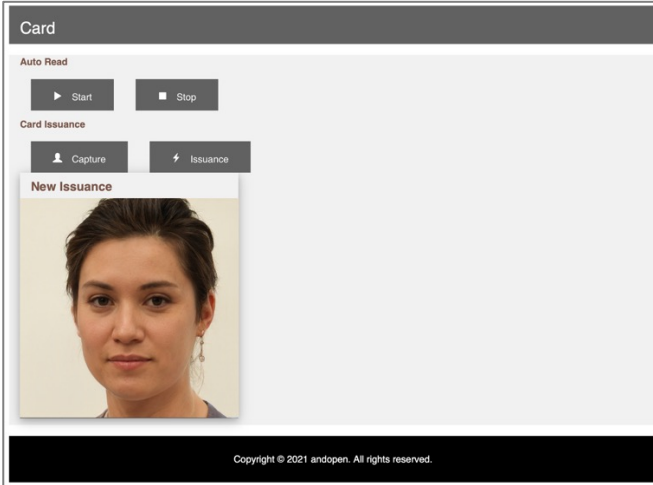 Card
Auto Read
Start
Stop
Card Issuance
Capture
Issuance
New Issuance
Copyright © 2021 andopen. All rights reserved.